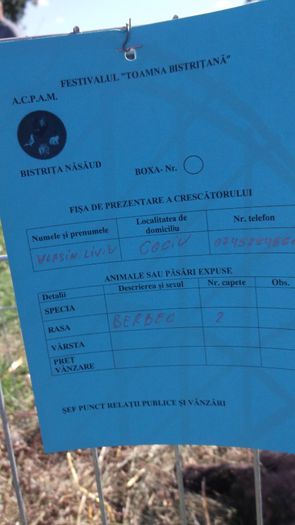 FESTIVALUL "TOAMNA BISTRIȚANĂ"
A.C.P.A.M.
BISTRIȚA NĂSĂUD BOXA- Nr.
FIȘA DE PREZENTARE A CRESCĂTORULUI
Numele și prenumele Localitatea de domiciliu Nr. telefon
COCIU
ANIMALE SAU PĂSĂRI EXPUSE
Detalii Descrierea și sexul Nr. capete Obs.
SPECIA
RASA BERBEC 2
VÂRSTA
PREȚ
VÂNZARE
ȘEF PUNCT RELAȚII PUBLICE ȘI VÂNZĂRI